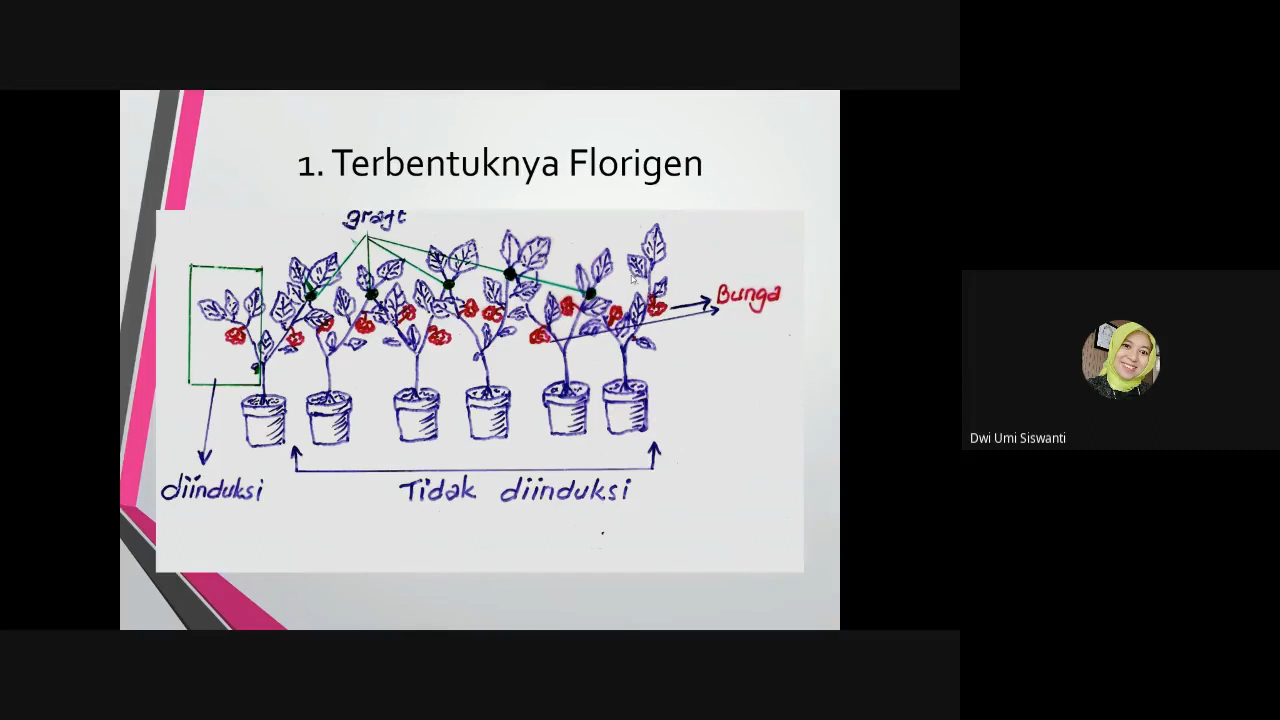 1. Terbentuknya Florigen
graft
Bunga
diinduksi
Tidak diinduksi
Dwi Umi Siswanti